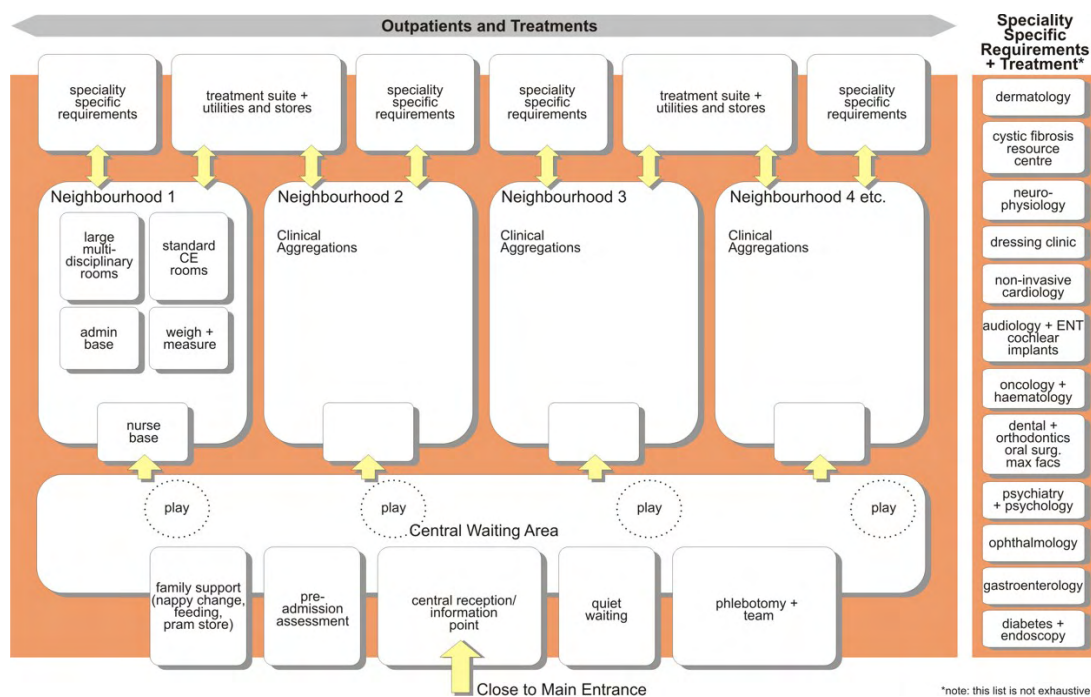 Outpatients and Treatments
speciality
specific
requirements
treatment suite +
utilities and stores
speciality
specific
requirements
speciality
specific
requirements
treatment suite +
utilities and stores
speciality
specific
requirements
Neighbourhood 1
large
multi-
disciplinary
rooms
standard
CE
rooms
admin
base
weigh +
measure
nurse
base
Neighbourhood 2
Clinical
Aggregations
Neighbourhood 3
Clinical
Aggregations
Neighbourhood 4 etc.
Clinical
Aggregations
play
play
play
play
Central Waiting Area
family support
(nappy change,
feeding,
pram store)
pre-
admission
assessment
central reception/
information
point
quiet
waiting
phlebotomy +
team
Close to Main Entrance
Speciality
Specific
Requirements
+ Treatment*
dermatology
cystic fibrosis
resource
centre
neuro-
physiology
dressing clinic
non-invasive
cardiology
audiology + ENT
cochlear
implants
oncology +
haematology
dental +
orthodontics
oral surg.
max facs
psychiatry
+ psychology
ophthalmology
gastroenterology
diabetes +
endoscopy
*note: this list is not exhaustive